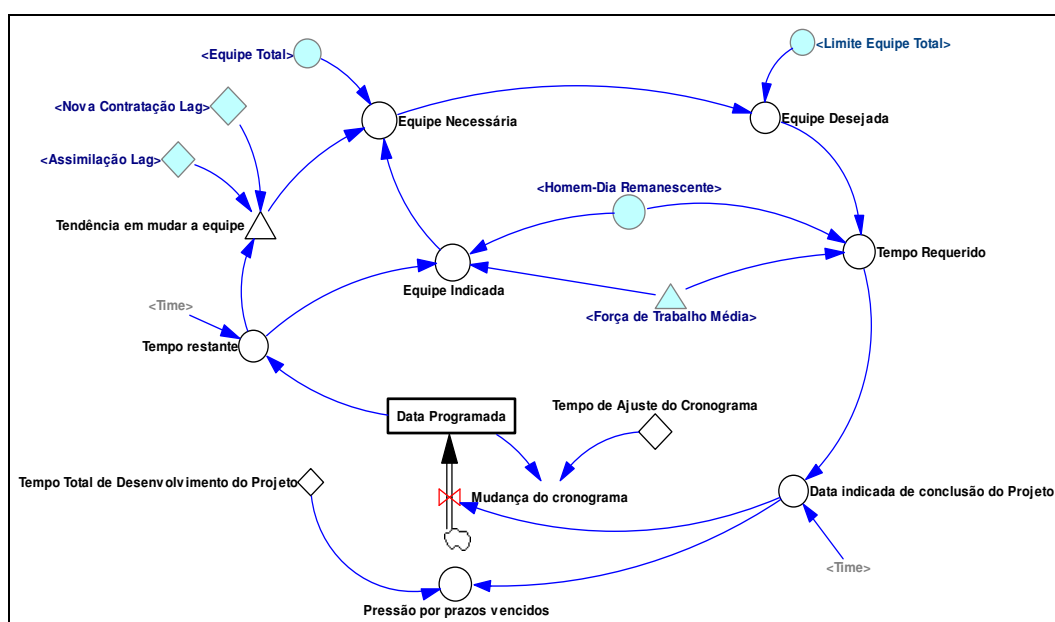 <Limite Equipe Total>
<Equipe Total>
<Nova Contratação Lag>
Equipe Necessária
Equipe Desejada
<Assimilação Lag>
<Homem-Dia Remanescente>
Tendência em mudar a equipe
Tempo Requerido
Equipe Indicada
<Time>
<Força de Trabalho Média>
Tempo restante
Tempo de Ajuste do Cronograma
Data Programada
Tempo Total de Desenvolvimento do Projeto
Data indicada de conclusão do Projeto
Mudança do cronograma
<Time>
Pressão por prazos vencidos